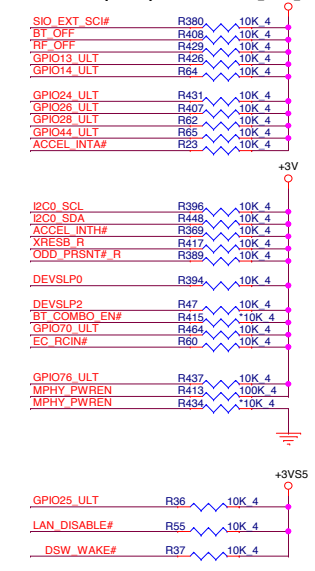 SIO_EXT_SCI# R380 10K_4
BT_OFF R408 10K_4
RF_OFF R429 10K_4
GPIO13_ULT R426 10K_4
GPIO14_ULT R64 10K_4
GPIO24_ULT R431 10K_4
GPIO26_ULT R407 10K_4
GPIO28_ULT R62 10K_4
GPIO44_ULT R65 10K_4
ACCEL_INTA# R23 10K_4
+3V
I2C0_SCL R396 10K_4
I2C0_SDA R448 10K_4
ACCEL_INTH# R369 10K_4
XRESB_R R417 10K_4
ODD_PRSNT#_R R389 10K_4
DEVSLP0 R394 10K_4
DEVSLP2 R47 10K_4
BT_COMBO_EN# R415 *10K_4
GPIO70_ULT R464 10K_4
EC_RCIN# R60 10K_4
GPIO76_ULT R437 10K_4
MPHY_PWREN R413 100K_4
MPHY_PWREN R434 *10K_4
+3VS5
GPIO25_ULT R36 10K_4
LAN_DISABLE# R55 10K_4
DSW_WAKE# R37 10K_4